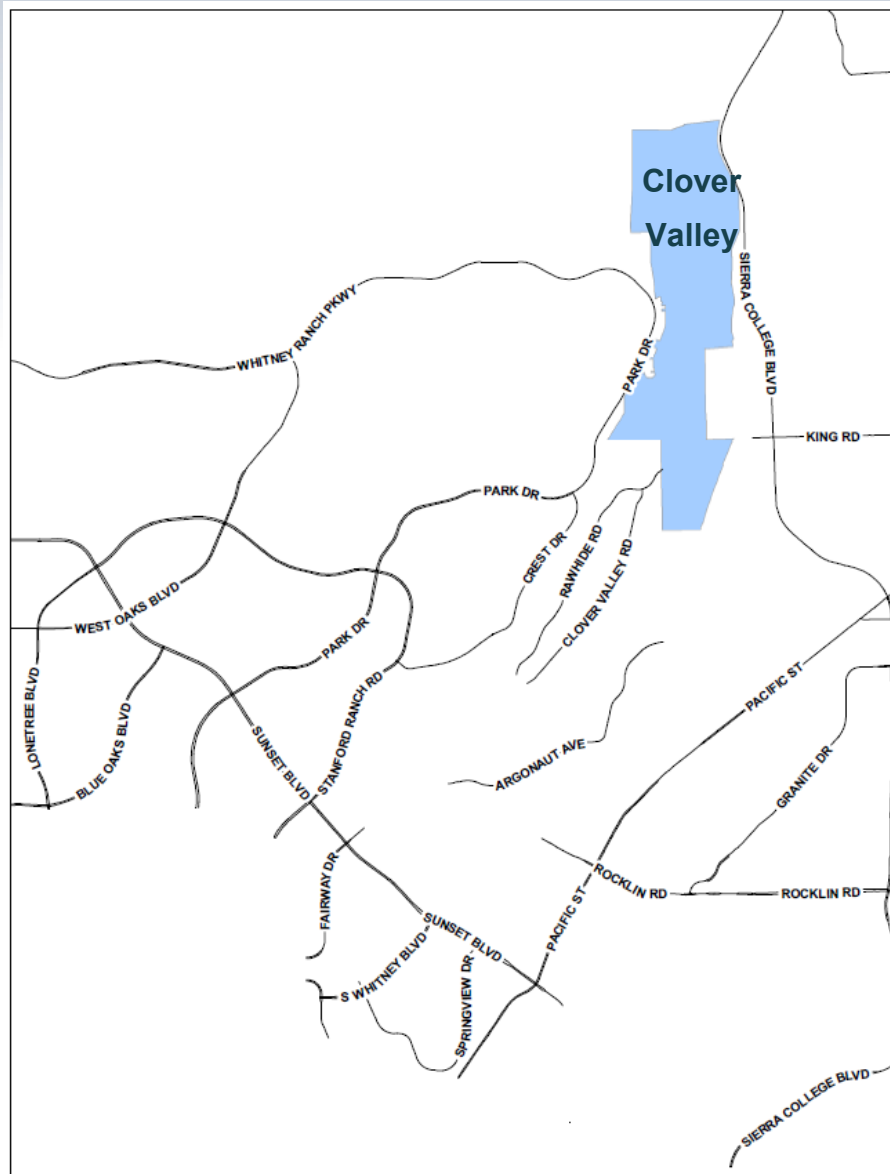 Clover
Valley
SIERRA COLLEGE BLVD
WHITNEY RANCH PKWY
PARK DR
KING RD
PARK DR
CREST DR
RAWHIDE RD
CLOVER VALLEY RD
WEST OAKS BLVD
PARK DR
LONETREE BLVD
BLUE OAKS BLVD
STANFORD RANCH RD
SUNSET BLVD
PACIFIC ST
ARGONAUT AVE
GRANITE DR
FAIRWAY DR
ROCKLIN RD
ROCKLIN RD
PACIFIC ST
SUNSET BLVD
S WHITNEY BLVD
SPRINGVIEW DR
SIERRA COLLEGE BLVD